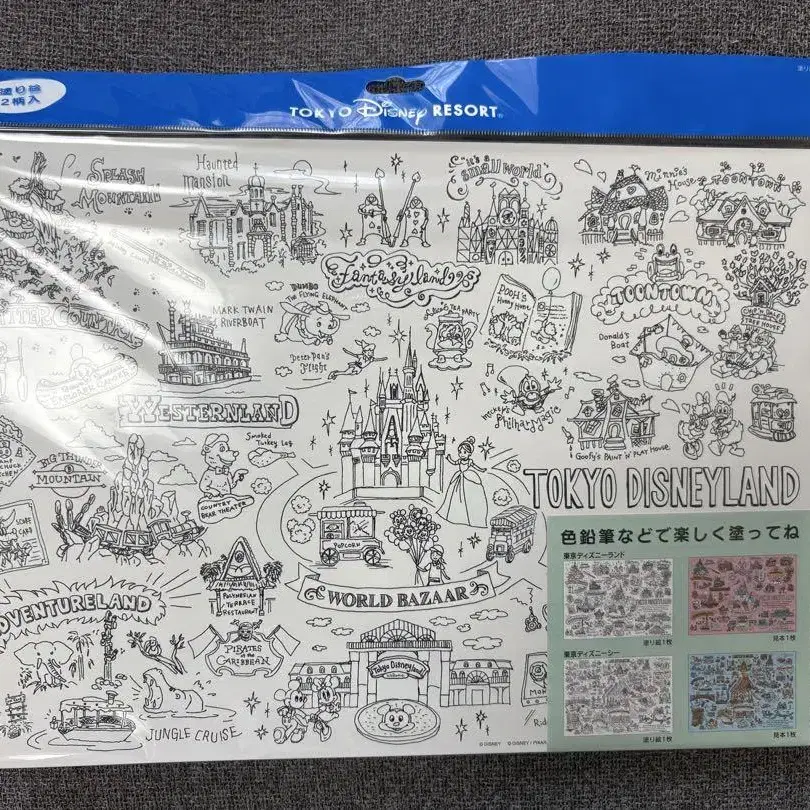 塗り絵
2柄入
TOKYO Disney RESORT®
SPLASH
MOUNTAIN
Haunted
Mansion
it's a
small world
Minnie's
House
TOONTOWN
Fantasyland
DUMBO
THE FLYING ELEPHANT
MARK TWAIN
RIVERBOAT
POOH'S
Hunny Hunt
TOONTOWN
Donald's
Boat
TREE HOUSE
Peter Pan's
Flight
WESTERNLAND
Mickey's
PhilharMagic
Goofy's PAINT 'N' PLAY HOUSE
Smoked
Turkey Leg
BIG THUNDER
MOUNTAIN
COUNTRY
BEAR THEATER
TOKYO DISNEYLAND
POPCORN
色鉛筆などで楽しく塗ってね
東京ディズニーランド
塗り絵1枚
見本1枚
東京ディズニーシー
塗り絵1枚
見本1枚
POLYNESIAN
TERRACE
RESTAURANT
WORLD BAZAAR
ADVENTURELAND
PIRATES
of the
CARIBBEAN
Tokyo Disneyland
JUNGLE CRUISE
© DISNEY